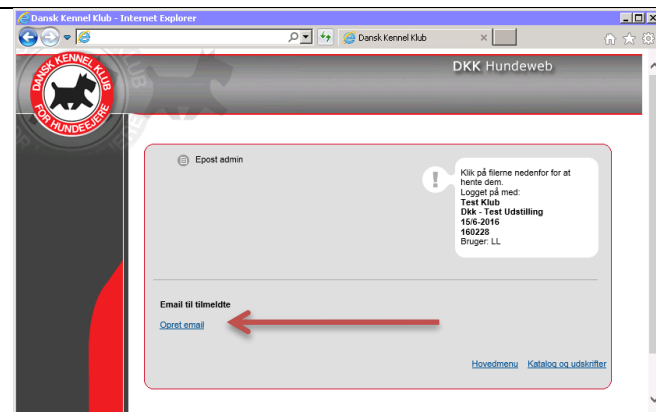 Dansk Kennel Klub - Internet Explorer
Dansk Kennel Klub
DANSK KENNEL KLUB
FOR HUNDEEJERE
DKK Hundeweb
Epost admin
Klik på filerne nedenfor for at
hente dem.
Logget på med:
Test Klub
Dkk - Test Udstilling
15/6-2016
160228
Bruger: LL
Email til tilmeldte
Opret email
Hovedmenu Katalog og udskrifter